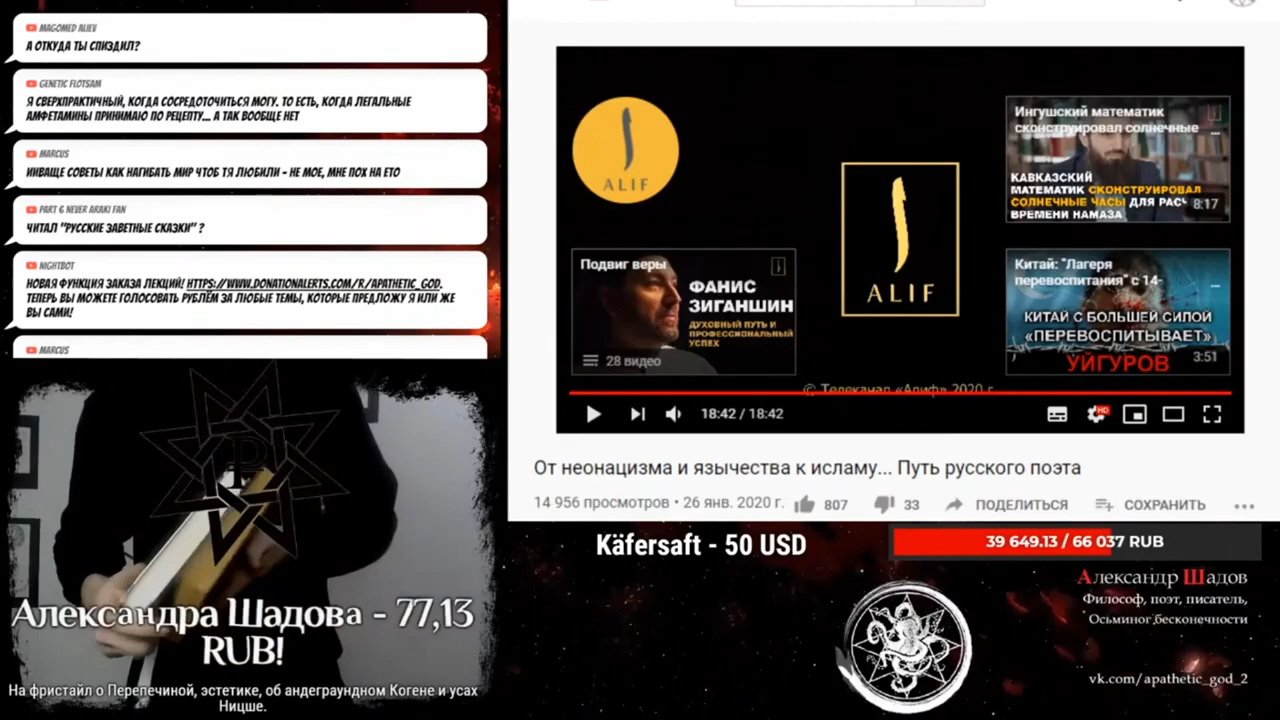 MAGOMED ALIEV
А ОТКУДА ТЫ СПИЗДИЛ?
GENETIC FLOTSAM
Я СВЕРХПРАКТИЧНЫЙ, КОГДА СОСРЕДОТОЧИТЬСЯ МОГУ. ТО ЕСТЬ, КОГДА ЛЕГАЛЬНЫЕ
АМФЕТАМИНЫ ПРИНИМАЮ ПО РЕЦЕПТУ... А ТАК ВООБЩЕ НЕТ
MARCUS
ИИВАЩЕ СОВЕТЫ КАК НАГИБАТЬ МИР ЧТОБ ТЯ ЛЮБИЛИ - НЕ МОЕ, МНЕ ПОХ НА ЕТО
PART 6 NEVER ARAKI FAN
ЧИТАЛ "РУССКИЕ ЗАВЕТНЫЕ СКАЗКИ" ?
NIGHTBOT
НОВАЯ ФУНКЦИЯ ЗАКАЗА ЛЕКЦИЙ! HTTPS://WWW.DONATIONALERTS.COM/R/APATHETIC_GOD.
ТЕПЕРЬ ВЫ МОЖЕТЕ ГОЛОСОВАТЬ РУБЛЁМ ЗА ЛЮБЫЕ ТЕМЫ, КОТОРЫЕ ПРЕДЛОЖУ Я ИЛИ ЖЕ
ВЫ САМИ!
MARCUS
ALIF
ALIF
Ингушский математик
сконструировал солнечные ...
КАВКАЗСКИЙ
МАТЕМАТИК СКОНСТРУИРОВАЛ
СОЛНЕЧНЫЕ ЧАСЫ ДЛЯ РАСЧ
ВРЕМЕНИ НАМАЗА
8:17
Подвиг веры
ФАНИС
ЗИГАНШИН
ДУХОВНЫЙ ПУТЬ И
ПРОФЕССИОНАЛЬНЫЙ
УСПЕХ
28 видео
Китай: "Лагеря
перевоспитания" с 14- ...
КИТАЙ С БОЛЬШЕЙ СИЛОЙ
«ПЕРЕВОСПИТЫВАЕТ»
УЙГУРОВ
3:51
© Телеканал «Алиф» 2020 г.
18:42 / 18:42
HD
От неонацизма и язычества к исламу... Путь русского поэта
14 956 просмотров • 26 янв. 2020 г.
807
33
ПОДЕЛИТЬСЯ
СОХРАНИТЬ
Käfersaft - 50 USD
39 649.13 / 66 037 RUB
Александр Шадов
Философ, поэт, писатель,
Осьминог бесконечности
vk.com/apathetic_god_2
Александра Шадова - 77,13
RUB!
На фристайл о Перепечиной, эстетике, об андеграундном Когене и усах
Ницше.